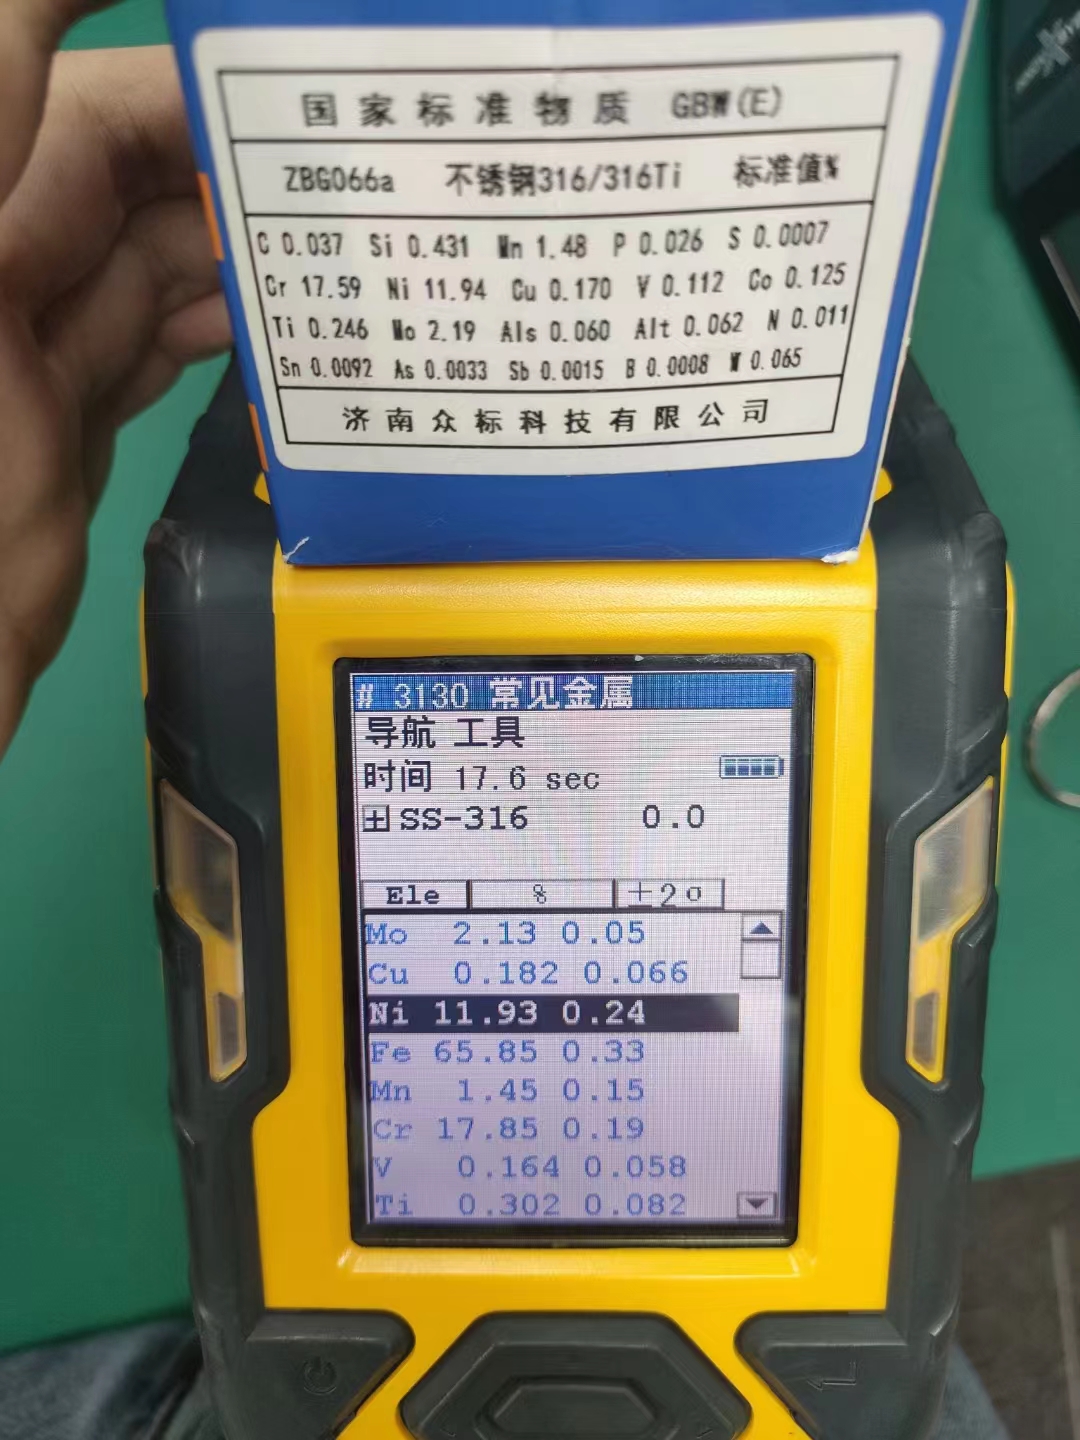 国家标准物质 GBW(E)
ZBG066a 不锈钢316/316Ti 标准值%
C 0.037 Si 0.431 Mn 1.48 P 0.026 S 0.0007
Cr 17.59 Ni 11.94 Cu 0.170 V 0.112 Co 0.125
Ti 0.246 Mo 2.19 Als 0.060 Alt 0.062 N 0.011
Sn 0.0092 As 0.0033 Sb 0.0015 B 0.0008 W 0.065
济南众标科技有限公司
# 3130 常见金属
导航 工具
时间 17.6 sec
SS-316 0.0
Ele % ±2σ
Mo 2.13 0.05
Cu 0.182 0.066
Ni 11.93 0.24
Fe 65.85 0.33
Mn 1.45 0.15
Cr 17.85 0.19
V 0.164 0.058
Ti 0.302 0.082